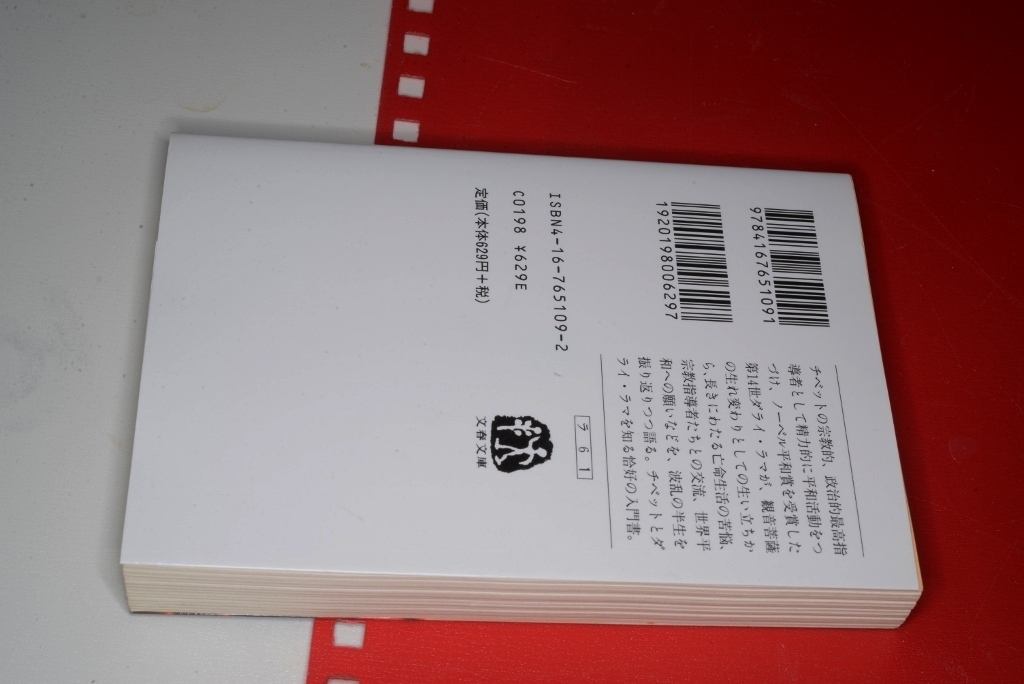 9784167651091
1920198006297
ISBN4-16-765109-2
C0198 ¥629E
定価(本体629円+税)
チベットの宗教的、政治的最高指
導者として精力的に平和活動をつ
づけ、ノーベル平和賞を受賞した
第14世ダライ・ラマが、観音菩薩
の生れ変わりとしての生い立ちか
ら、長きにわたる亡命生活の苦悩、
宗教指導者たちとの交流、世界平
和への願いなどを、波乱の半生を
振り返りつつ語る。チベットとダ
ライ・ラマを知る恰好の入門書。
ラ 6 1
文春文庫